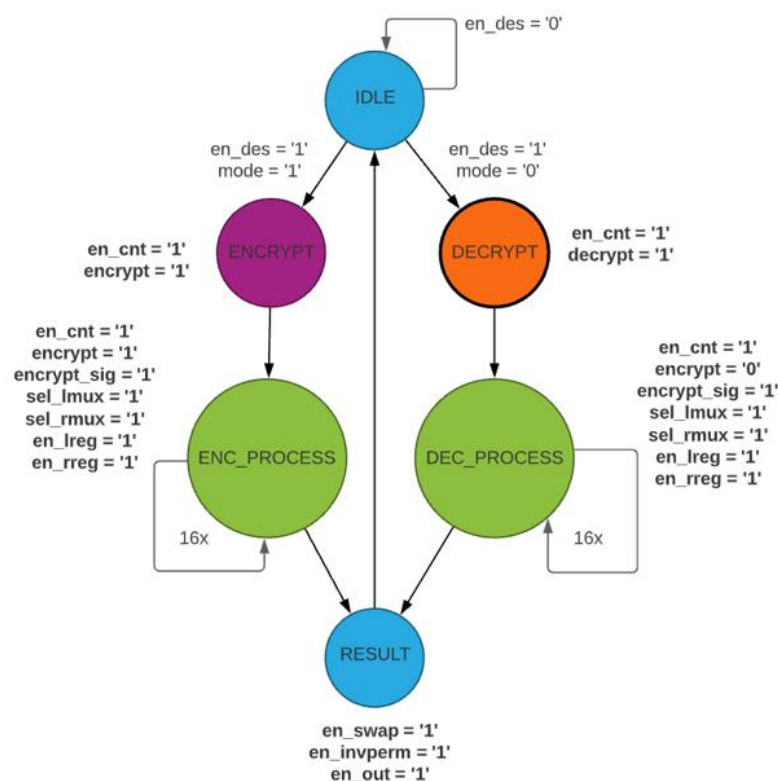 en_des = '0'
IDLE
en_des = '1'
mode = '1'
en_des = '1'
mode = '0'
ENCRYPT
en_cnt = '1'
encrypt = '1'
DECRYPT
en_cnt = '1'
decrypt = '1'
en_cnt = '1'
encrypt = '1'
encrypt_sig = '1'
sel_lmux = '1'
sel_rmux = '1'
en_lreg = '1'
en_rreg = '1'
ENC_PROCESS
16x
DEC_PROCESS
en_cnt = '1'
encrypt = '0'
encrypt_sig = '1'
sel_lmux = '1'
sel_rmux = '1'
en_lreg = '1'
en_rreg = '1'
16x
RESULT
en_swap = '1'
en_invperm = '1'
en_out = '1'